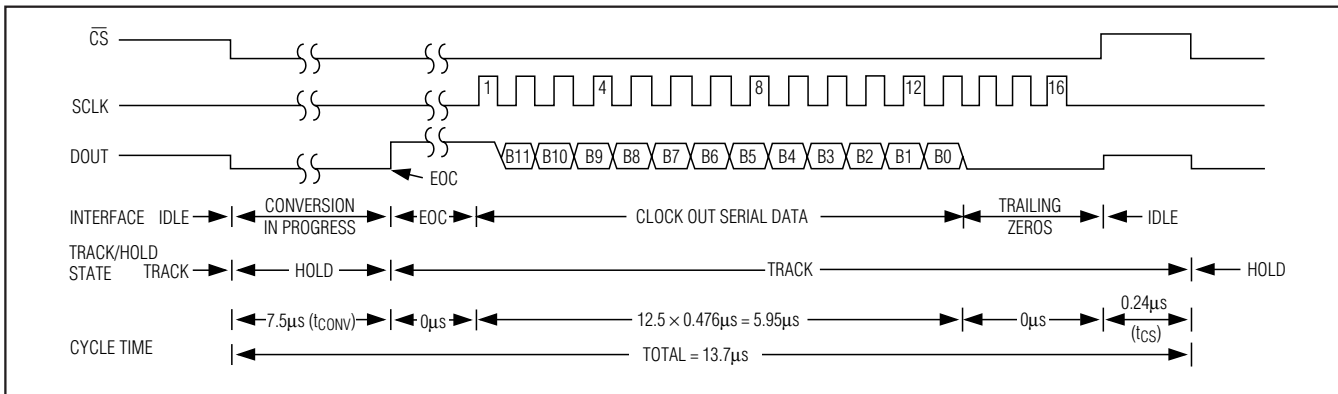 CS
SCLK
1 4 8 12 16
DOUT
B11 B10 B9 B8 B7 B6 B5 B4 B3 B2 B1 B0
EOC
INTERFACE IDLE
CONVERSION
IN PROGRESS
EOC
CLOCK OUT SERIAL DATA
TRAILING
ZEROS
IDLE
TRACK/HOLD
STATE TRACK
HOLD
TRACK
HOLD
CYCLE TIME
7.5µs (tCONV)
0µs
12.5 × 0.476µs = 5.95µs
0µs
0.24µs
(tCS)
TOTAL = 13.7µs